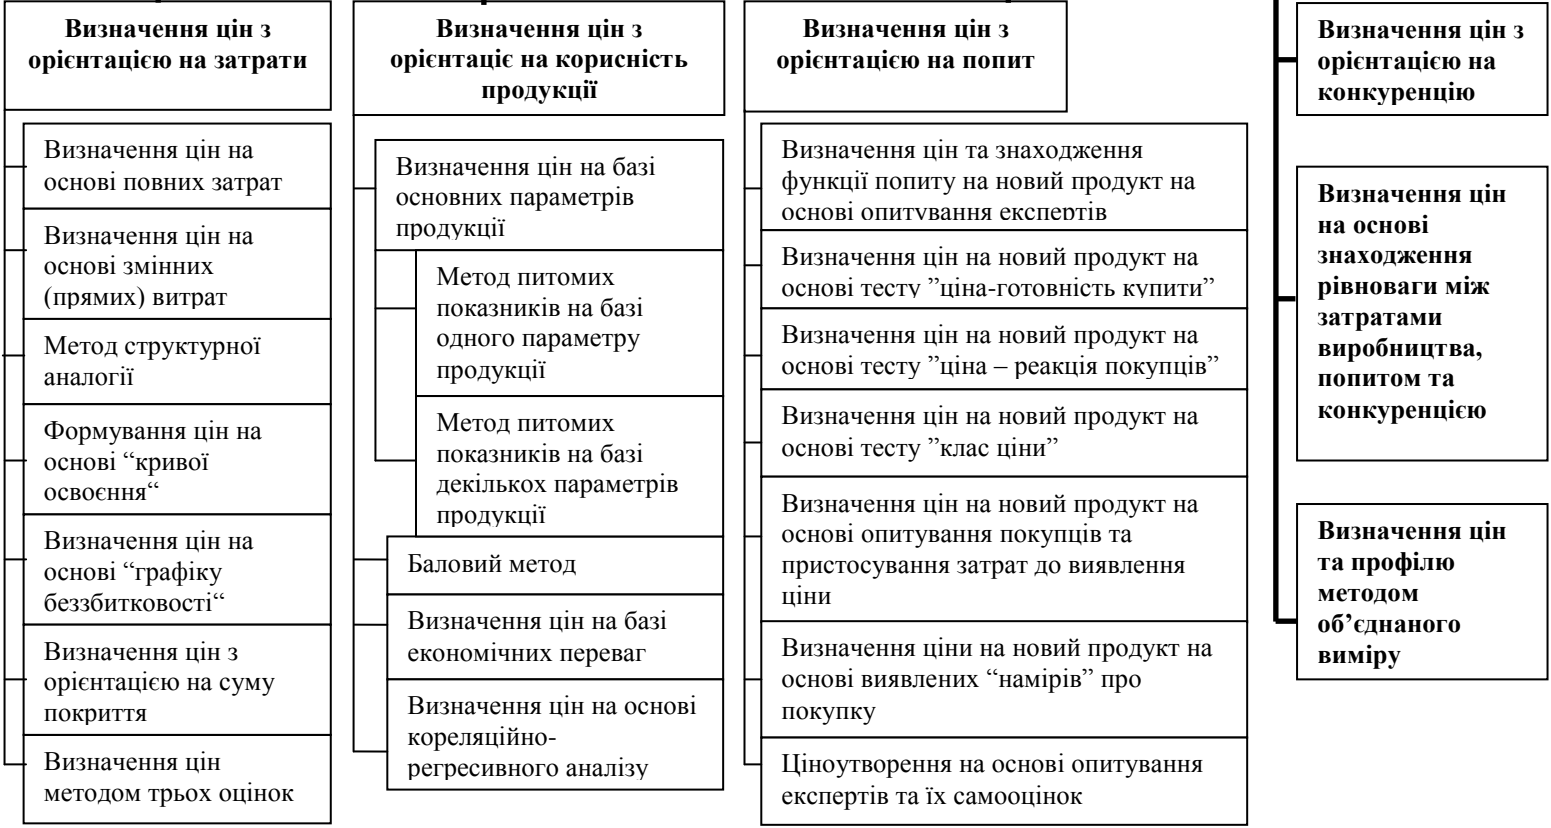 Визначення цін з
орієнтацією на затрати
Визначення цін на
основі повних затрат
Визначення цін на
основі змінних
(прямих) витрат
Метод структурної
аналогії
Формування цін на
основі “кривої
освоєння“
Визначення цін на
основі “графіку
беззбитковості“
Визначення цін з
орієнтацією на суму
покриття
Визначення цін
методом трьох оцінок
Визначення цін з
орієнтаціє на корисність
продукції
Визначення цін на базі
основних параметрів
продукції
Метод питомих
показників на базі
одного параметру
продукції
Метод питомих
показників на базі
декількох параметрів
продукції
Баловий метод
Визначення цін на базі
економічних переваг
Визначення цін на основі
кореляційно-
регресивного аналізу
Визначення цін з
орієнтацією на попит
Визначення цін та знаходження
функції попиту на новий продукт на
основі опитування експертів
Визначення цін на новий продукт на
основі тесту ”ціна-готовність купити”
Визначення цін на новий продукт на
основі тесту ”ціна – реакція покупців”
Визначення цін на новий продукт на
основі тесту ”клас ціни”
Визначення цін на новий продукт на
основі опитування покупців та
пристосування затрат до виявлення
ціни
Визначення ціни на новий продукт на
основі виявлених “намірів” про
покупку
Ціноутворення на основі опитування
експертів та їх самооцінок
Визначення цін з
орієнтацією на
конкуренцію
Визначення цін
на основі
знаходження
рівноваги між
затратами
виробництва,
попитом та
конкуренцією
Визначення цін
та профілю
методом
об’єднаного
виміру